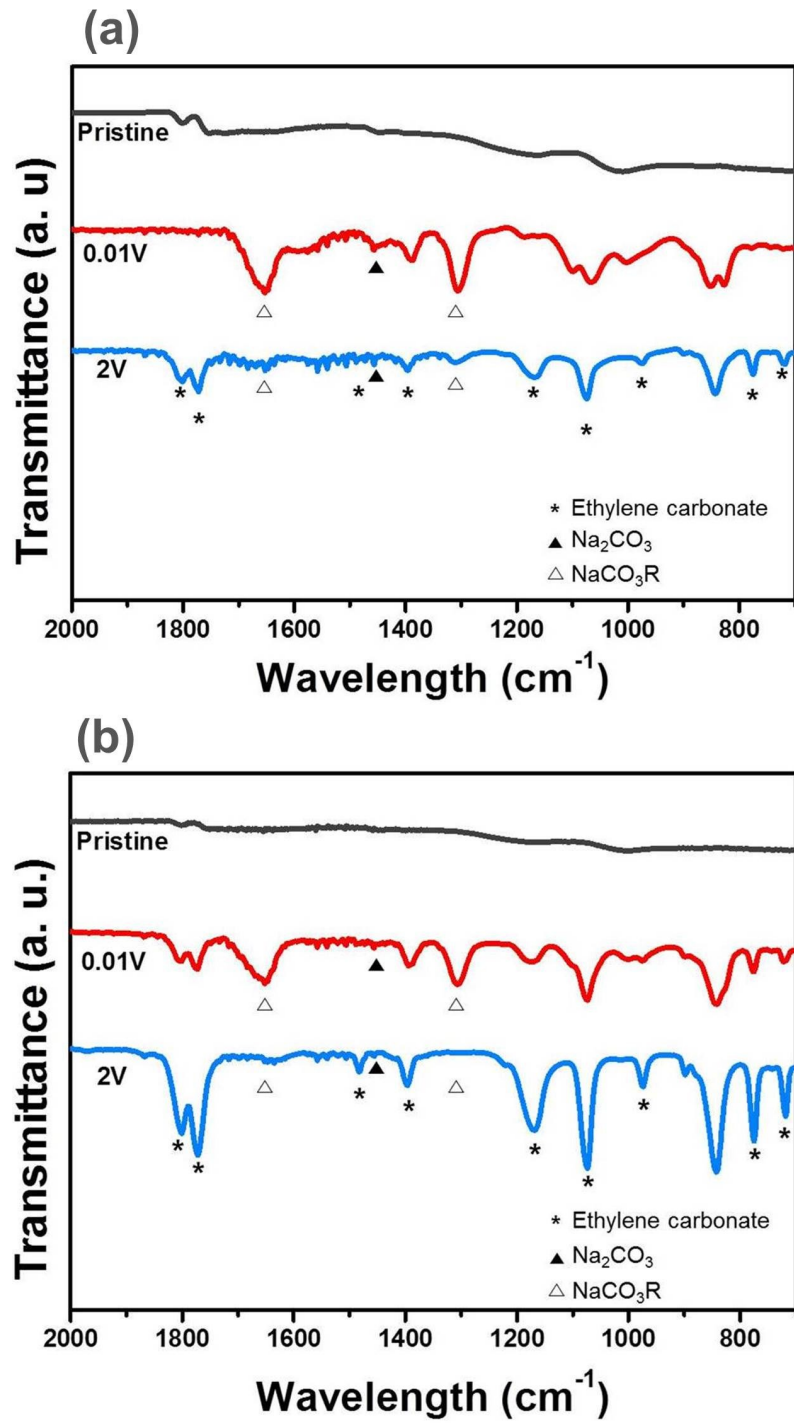 (a)
Transmittance (a. u)
Pristine
0.01V
△ ▲ △
2V
* * △ * ▲ * △ * * * * *
* Ethylene carbonate
▲ Na₂CO₃
△ NaCO₃R
2000 1800 1600 1400 1200 1000 800
Wavelength (cm⁻¹)
(b)
Transmittance (a. u.)
Pristine
0.01V
△ ▲ △
2V
* * △ * ▲ * △ * * * * *
* Ethylene carbonate
▲ Na₂CO₃
△ NaCO₃R
2000 1800 1600 1400 1200 1000 800
Wavelength (cm⁻¹)